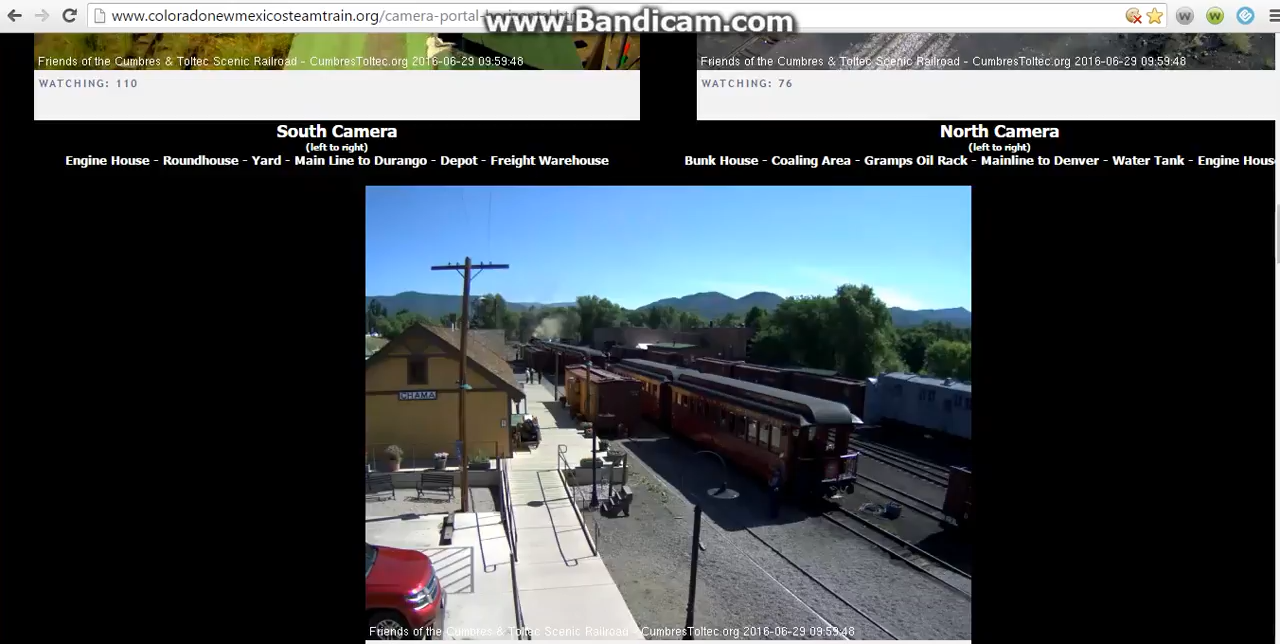 www.coloradonewmexicosteamtrain.org/camera-portal-
www.Bandicam.com
Friends of the Cumbres & Toltec Scenic Railroad - CumbresToltec.org 2016-06-29 09:59:48
Friends of the Cumbres & Toltec Scenic Railroad - CumbresToltec.org 2016-06-29 09:59:48
WATCHING: 110
WATCHING: 76
South Camera
(left to right)
Engine House - Roundhouse - Yard - Main Line to Durango - Depot - Freight Warehouse
North Camera
(left to right)
Bunk House - Coaling Area - Gramps Oil Rack - Mainline to Denver - Water Tank - Engine House
CHAMA
Friends of the Cumbres & Toltec Scenic Railroad - CumbresToltec.org 2016-06-29 09:59:48